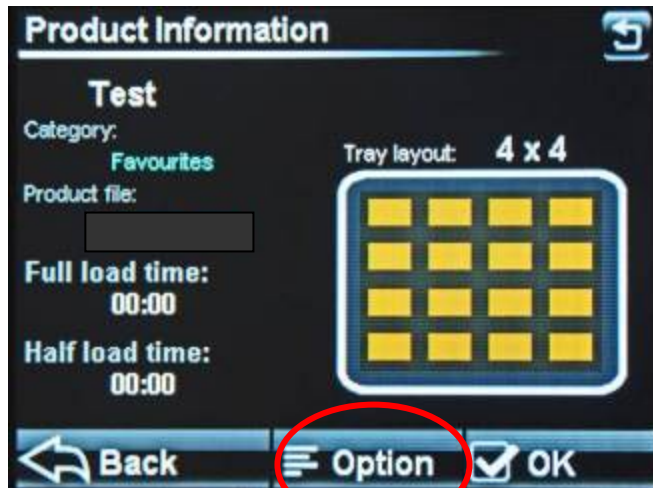 Product Information
Test
Category:
Favourites
Tray layout: 4 x 4
Product file:
Full load time:
00:00
Half load time:
00:00
Back Option OK